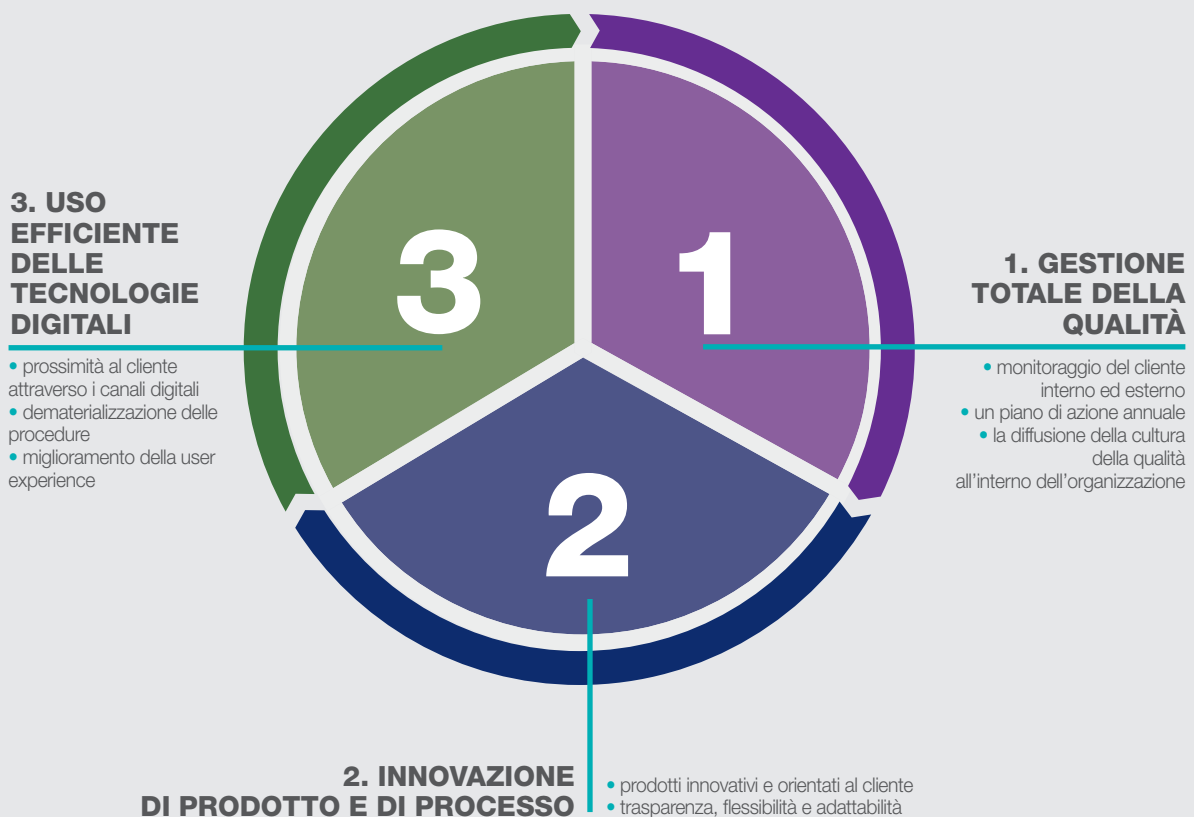 3
1
2
3. USO
EFFICIENTE
DELLE
TECNOLOGIE
DIGITALI
• prossimità al cliente
attraverso i canali digitali
• dematerializzazione delle
procedure
• miglioramento della user
experience
1. GESTIONE
TOTALE DELLA
QUALITÀ
• monitoraggio del cliente
interno ed esterno
• un piano di azione annuale
• la diffusione della cultura
della qualità
all'interno dell'organizzazione
2. INNOVAZIONE
DI PRODOTTO E DI PROCESSO
• prodotti innovativi e orientati al cliente
• trasparenza, flessibilità e adattabilità